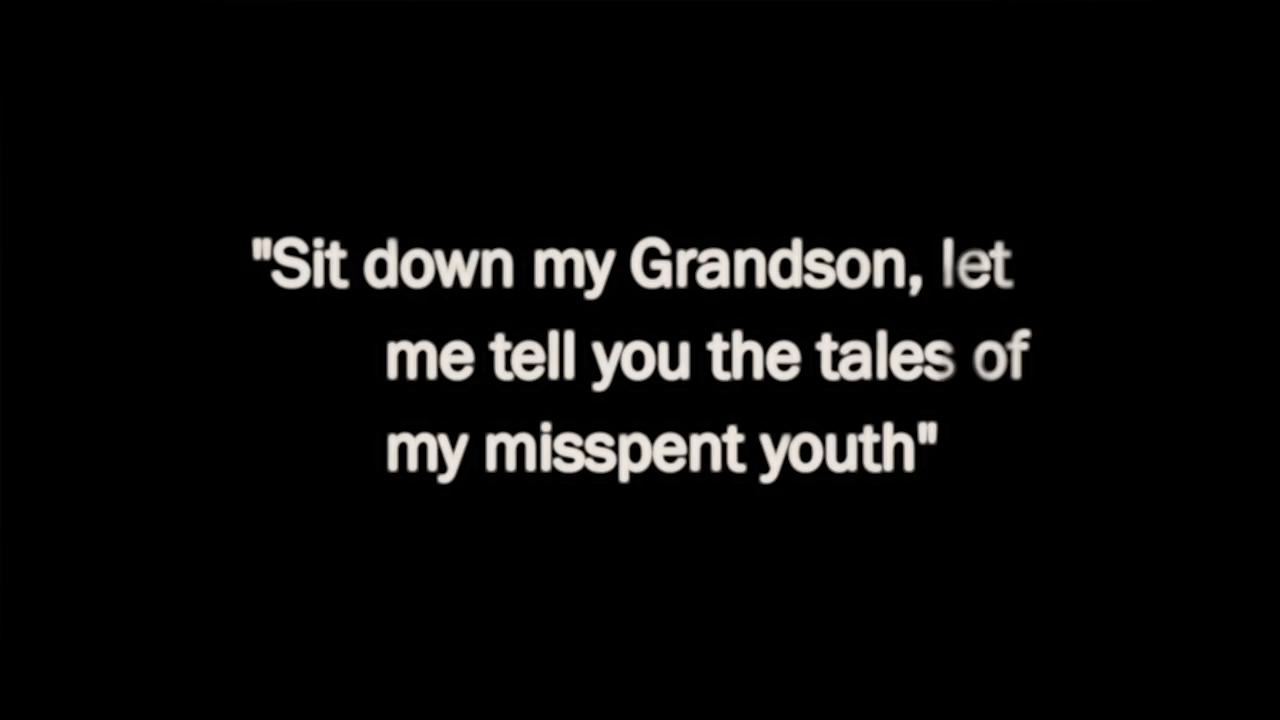 "Sit down my Grandson, let
me tell you the tales of
my misspent youth"